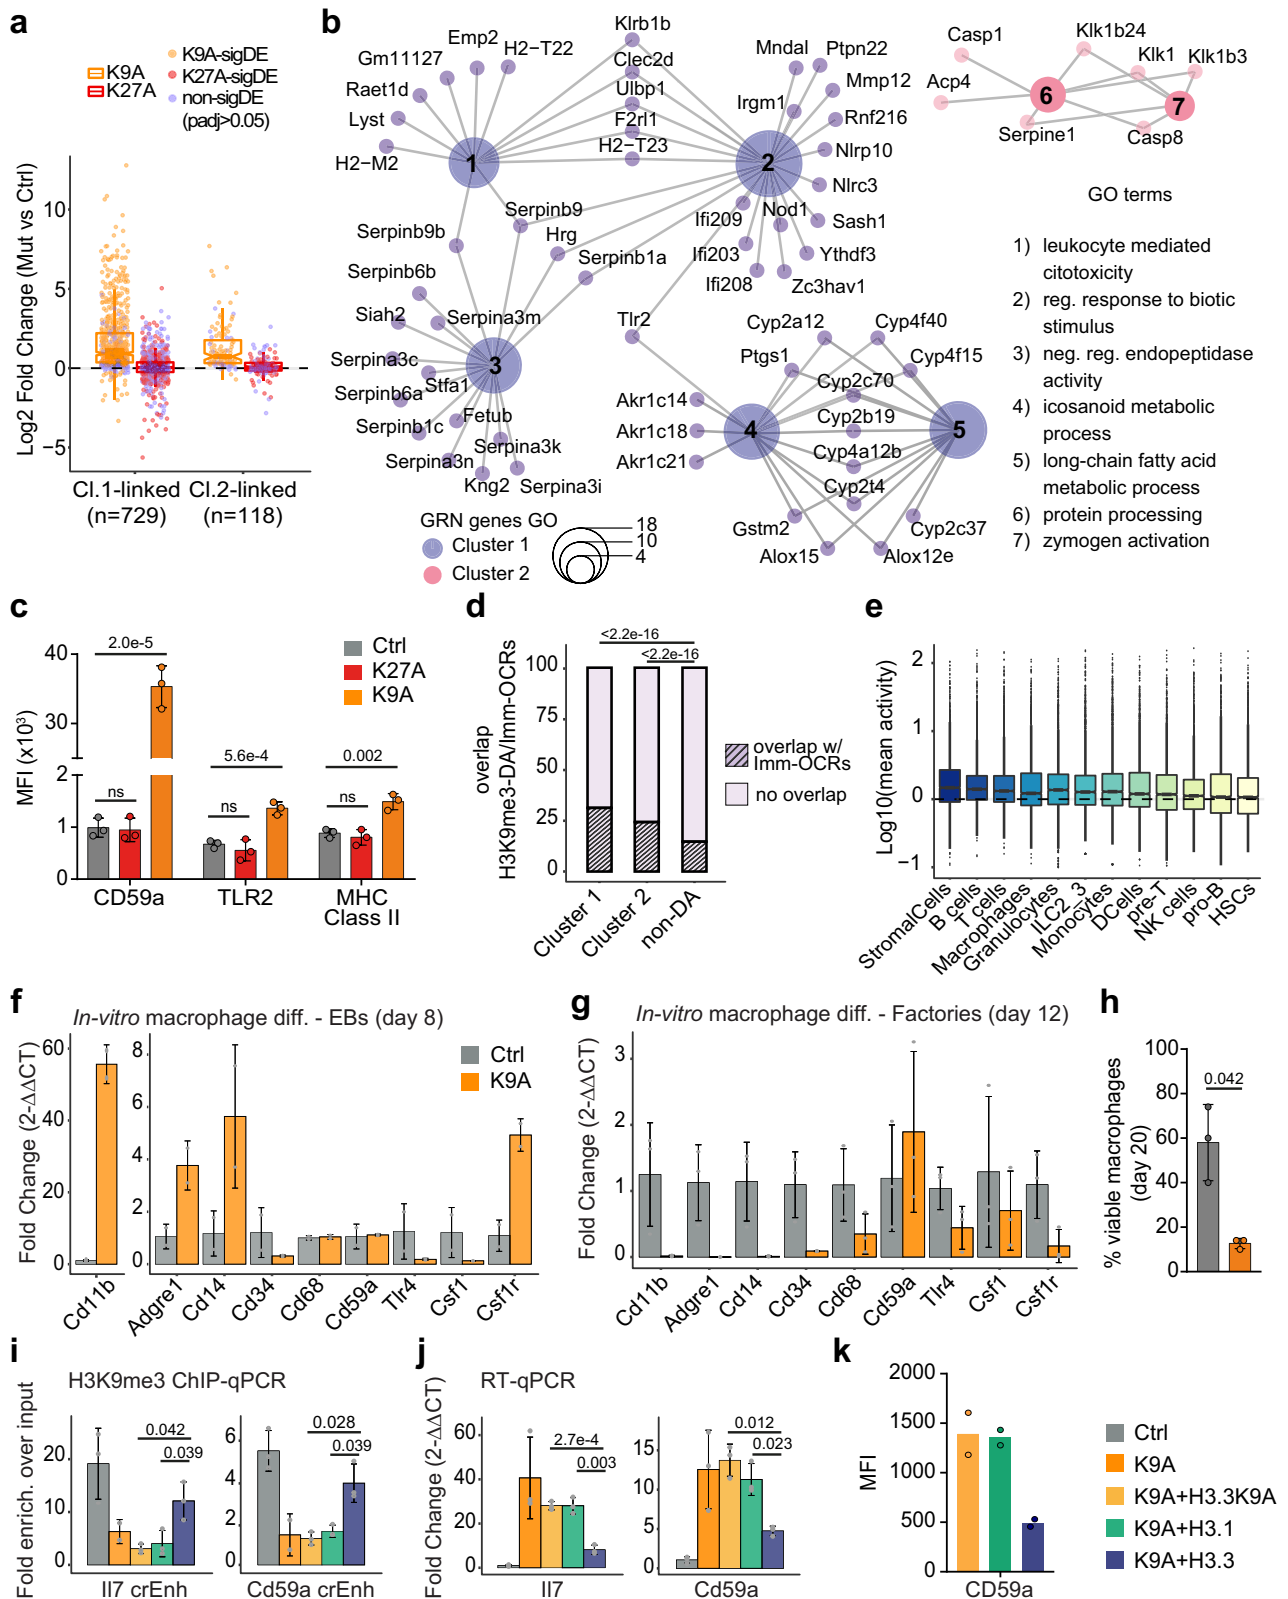 a
K9A
K27A
K9A-sigDE
K27A-sigDE
non-sigDE
(padj>0.05)
Log2 Fold Change (Mut vs Ctrl)
10
5
0
−5
Cl.1-linked
(n=729)
Cl.2-linked
(n=118)
b
Klrb1b
Emp2
H2−T22
Gm11127
Clec2d
Raet1d
Ulbp1
Lyst
F2rl1
H2−M2
H2−T23
1
Mndal
Ptpn22
Mmp12
Irgm1
Rnf216
Nlrp10
2
Nlrc3
Ifi209
Nod1
Sash1
Ifi203
Ythdf3
Ifi208
Zc3hav1
Serpinb9
Serpinb9b
Hrg
Serpinb1a
Serpinb6b
Siah2
Serpina3m
Serpina3c
Stfa1
3
Serpinb6a
Fetub
Serpinb1c
Serpina3k
Serpina3n
Kng2
Serpina3i
Tlr2
Cyp2a12
Cyp4f40
Ptgs1
Cyp4f15
Cyp2c70
Akr1c14
Cyp2b19
Akr1c18
4
5
Cyp4a12b
Akr1c21
Cyp2t4
Gstm2
Cyp2c37
Alox15
Alox12e
Casp1
Klk1b24
Klk1
Klk1b3
Acp4
6
7
Serpine1
Casp8
GRN genes GO
Cluster 1
Cluster 2
18
10
4
GO terms
1) leukocyte mediated
citotoxicity
2) reg. response to biotic
stimulus
3) neg. reg. endopeptidase
activity
4) icosanoid metabolic
process
5) long-chain fatty acid
metabolic process
6) protein processing
7) zymogen activation
c
MFI (x10³)
40
30
2
1
0
2.0e-5
5.6e-4
0.002
ns
ns
ns
Ctrl
K27A
K9A
CD59a
TLR2
MHC
Class II
d
overlap
H3K9me3-DA/Imm-OCRs
100
75
50
25
0
<2.2e-16
<2.2e-16
overlap w/
Imm-OCRs
no overlap
Cluster 1
Cluster 2
non-DA
e
Log10(mean activity)
2
1
0
−1
StromalCells
B cells
T cells
Macrophages
Granulocytes
ILC2_3
Monocytes
DCells
pre-T
NK cells
pro-B
HSCs
f
In-vitro macrophage diff. - EBs (day 8)
Fold Change (2-ΔΔCT)
60
40
20
0
8
6
4
2
0
Ctrl
K9A
Cd11b
Adgre1
Cd14
Cd34
Cd68
Cd59a
Tlr4
Csf1
Csf1r
g
In-vitro macrophage diff. - Factories (day 12)
Fold Change (2-ΔΔCT)
3
2
1
0
Cd11b
Adgre1
Cd14
Cd34
Cd68
Cd59a
Tlr4
Csf1
Csf1r
h
% viable macrophages
(day 20)
100
80
60
40
20
0
0.042
i
H3K9me3 ChIP-qPCR
Fold enrich. over input
20
10
0
0.042
0.039
Il7 crEnh
6
4
2
0
0.028
0.039
Cd59a crEnh
j
RT-qPCR
Fold Change (2-ΔΔCT)
60
40
20
0
2.7e-4
0.003
Il7
15
10
5
0
0.012
0.023
Cd59a
k
MFI
2000
1500
1000
500
0
CD59a
Ctrl
K9A
K9A+H3.3K9A
K9A+H3.1
K9A+H3.3